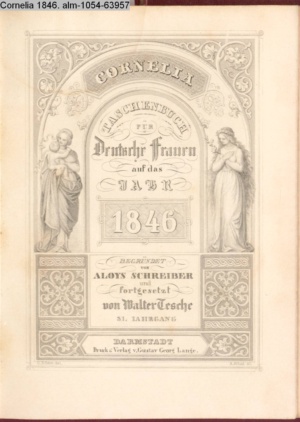 Cornelia 1846. alm-1054-63957
CORNELIA
TASCHENBUCH
FÜR
Deutsche Frauen
auf das
JAHR
1846
BEGRÜNDET
von
ALOYS SCHREIBER
und
fortgesetzt
von Walter Tesche
31. JAHRGANG
DARMSTADT
Druck u. Verlag v. Gustav Georg Lange.